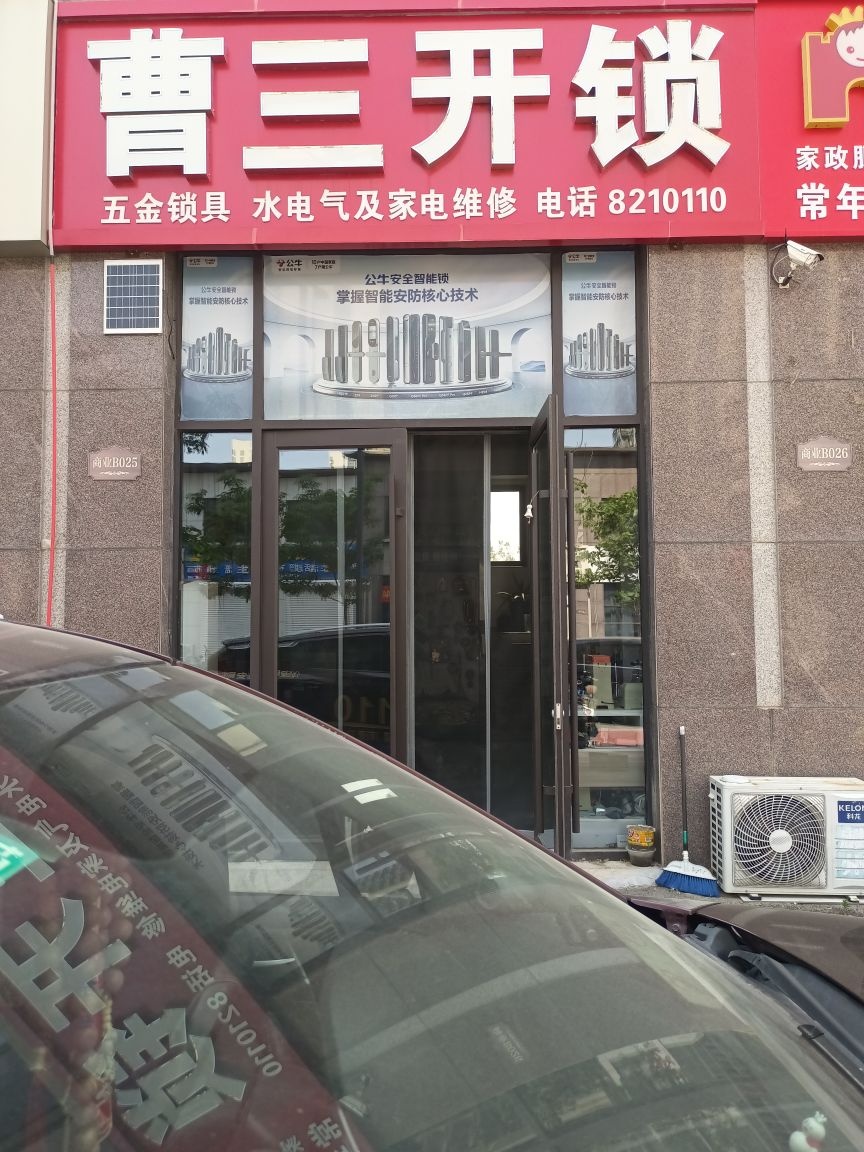 曹三开锁
五金锁具 水电气及家电维修 电话 8210110
家政服
常年
公牛
公牛安全智能锁
掌握智能安防核心技术
公牛安全智能锁
掌握智能安防核心技术
公牛安全智能锁
掌握智能安防核心技术
商业B025
商业B026
110
KELON
科龙